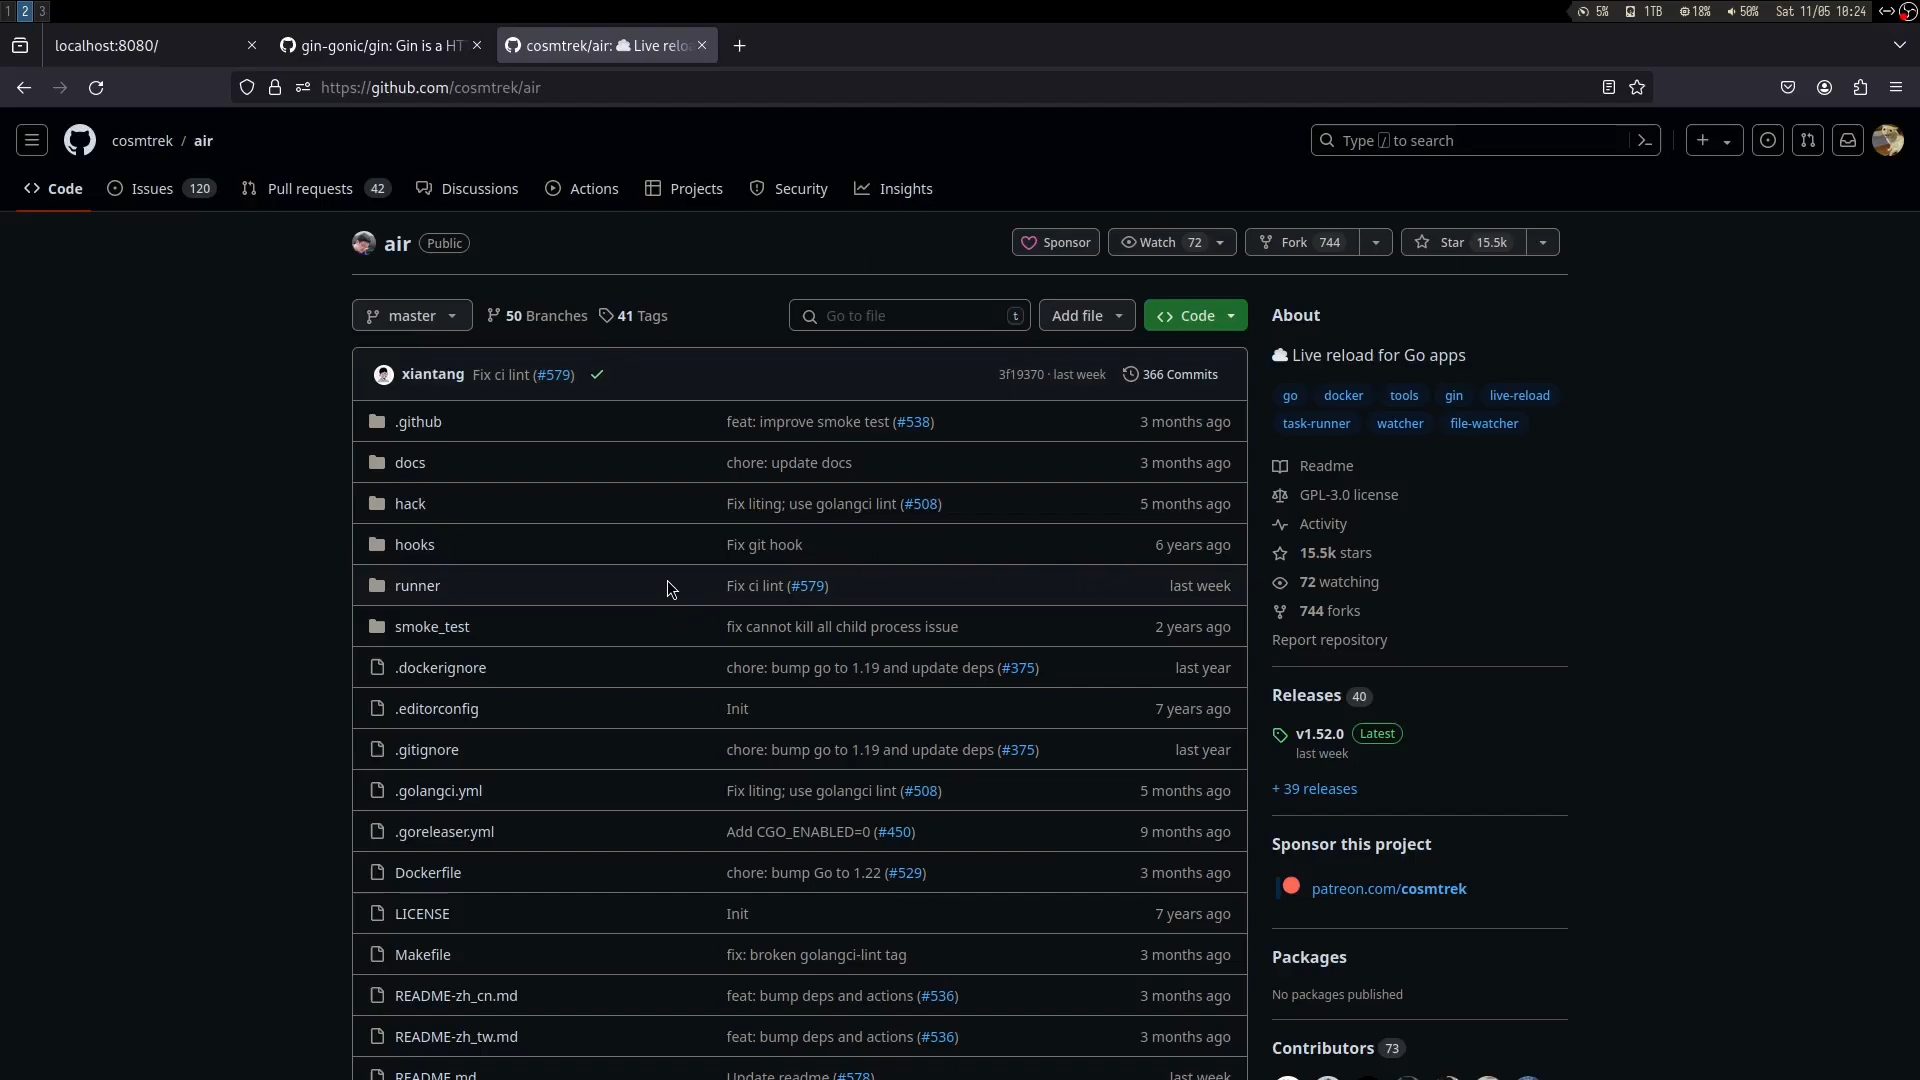 1 2 3
5% 1TB 18% 50% Sat 11/05 10:24
localhost:8080/
gin-gonic/gin: Gin is a HT
cosmtrek/air: ☁️ Live relo
https://github.com/cosmtrek/air
cosmtrek / air
Type / to search
Code
Issues 120
Pull requests 42
Discussions
Actions
Projects
Security
Insights
air Public
Sponsor
Watch 72
Fork 744
Star 15.5k
master
50 Branches
41 Tags
Go to file t
Add file
Code
xiantang Fix ci lint (#579) 3f19370 · last week 366 Commits
.github feat: improve smoke test (#538) 3 months ago
docs chore: update docs 3 months ago
hack Fix liting; use golangci lint (#508) 5 months ago
hooks Fix git hook 6 years ago
runner Fix ci lint (#579) last week
smoke_test fix cannot kill all child process issue 2 years ago
.dockerignore chore: bump go to 1.19 and update deps (#375) last year
.editorconfig Init 7 years ago
.gitignore chore: bump go to 1.19 and update deps (#375) last year
.golangci.yml Fix liting; use golangci lint (#508) 5 months ago
.goreleaser.yml Add CGO_ENABLED=0 (#450) 9 months ago
Dockerfile chore: bump Go to 1.22 (#529) 3 months ago
LICENSE Init 7 years ago
Makefile fix: broken golangci-lint tag 3 months ago
README-zh_cn.md feat: bump deps and actions (#536) 3 months ago
README-zh_tw.md feat: bump deps and actions (#536) 3 months ago
README.md Update readme (#578) last week
About
☁️ Live reload for Go apps
go docker tools gin live-reload
task-runner watcher file-watcher
Readme
GPL-3.0 license
Activity
15.5k stars
72 watching
744 forks
Report repository
Releases 40
v1.52.0 Latest
last week
+ 39 releases
Sponsor this project
patreon.com/cosmtrek
Packages
No packages published
Contributors 73